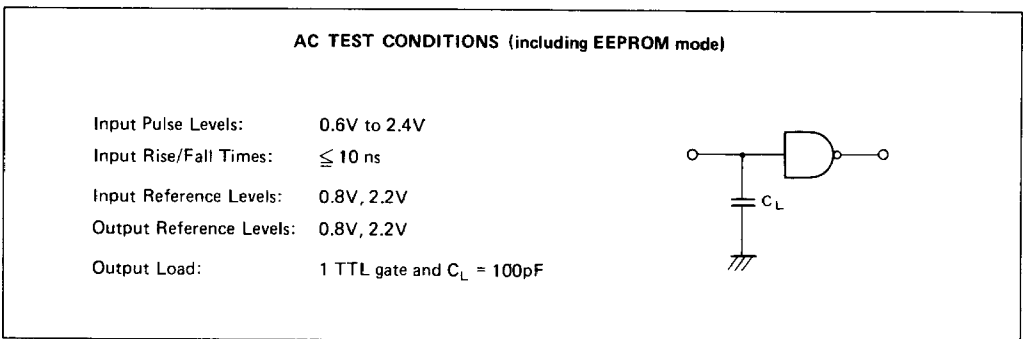 AC TEST CONDITIONS (including EEPROM mode)
Input Pulse Levels: 0.6V to 2.4V
Input Rise/Fall Times: ≦ 10 ns
Input Reference Levels: 0.8V, 2.2V
Output Reference Levels: 0.8V, 2.2V
Output Load: 1 TTL gate and CL = 100pF
CL